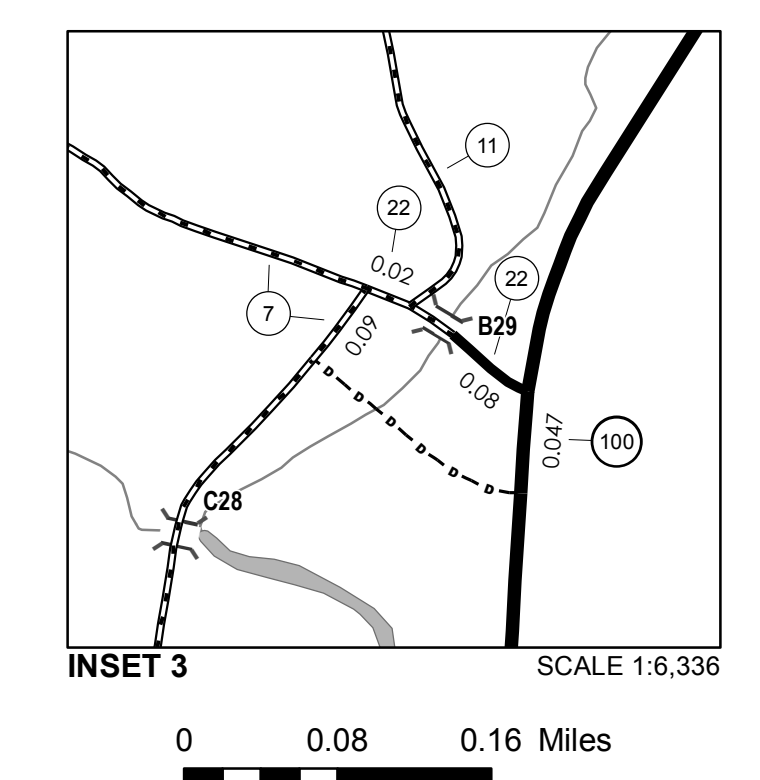 11
22
0.02
22
7
B29
0.09
0.08
0.047
100
D
D
D
D
D
D
C28
INSET 3
SCALE 1:6,336
0 0.08 0.16 Miles